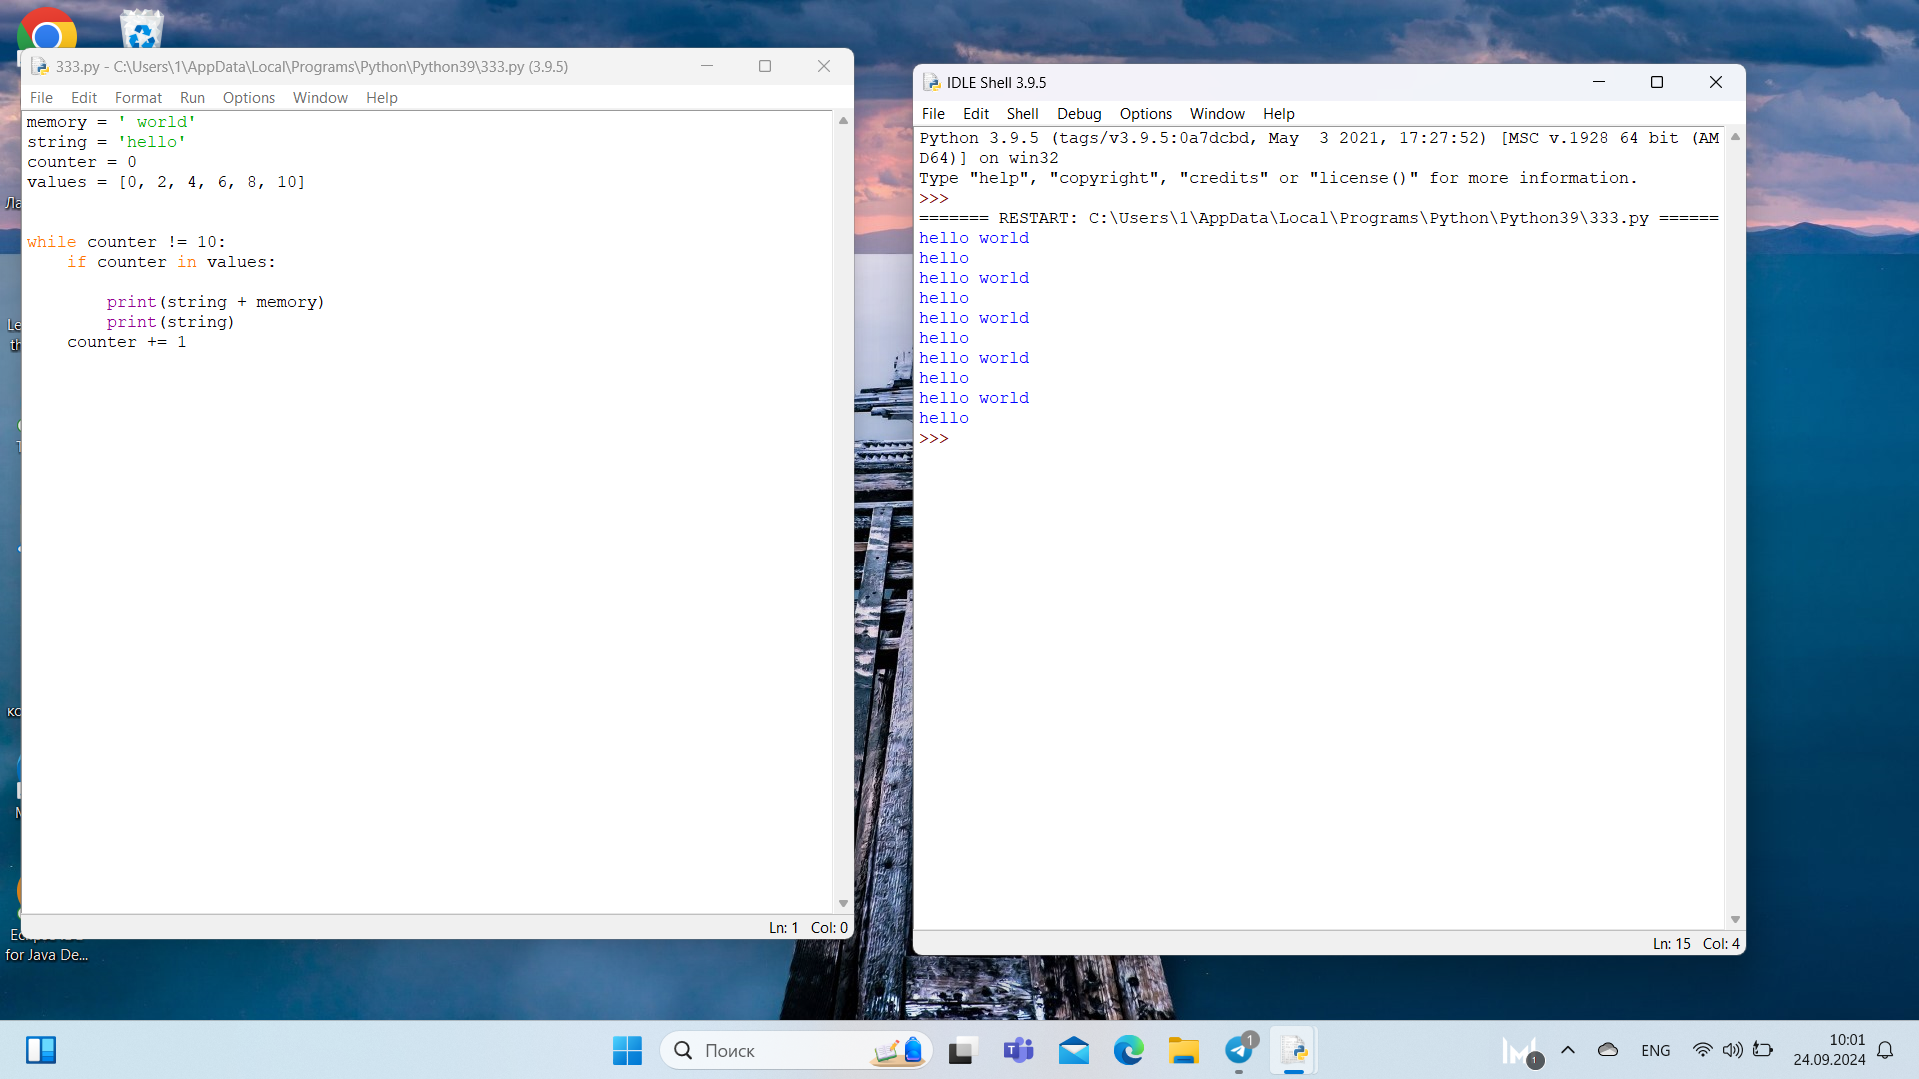 333.py - C:\Users\1\AppData\Local\Programs\Python\Python39\333.py (3.9.5)
File Edit Format Run Options Window Help
memory = ' world'
string = 'hello'
counter = 0
values = [0, 2, 4, 6, 8, 10]
while counter != 10:
    if counter in values:
        print(string + memory)
        print(string)
    counter += 1
Ln: 1 Col: 0
IDLE Shell 3.9.5
File Edit Shell Debug Options Window Help
Python 3.9.5 (tags/v3.9.5:0a7dcbd, May  3 2021, 17:27:52) [MSC v.1928 64 bit (AM
D64)] on win32
Type "help", "copyright", "credits" or "license()" for more information.
>>>
======= RESTART: C:\Users\1\AppData\Local\Programs\Python\Python39\333.py ======
hello world
hello
hello world
hello
hello world
hello
hello world
hello
hello world
hello
>>>
Ln: 15 Col: 4
for Java De...
Поиск
1
1
ENG
10:01
24.09.2024